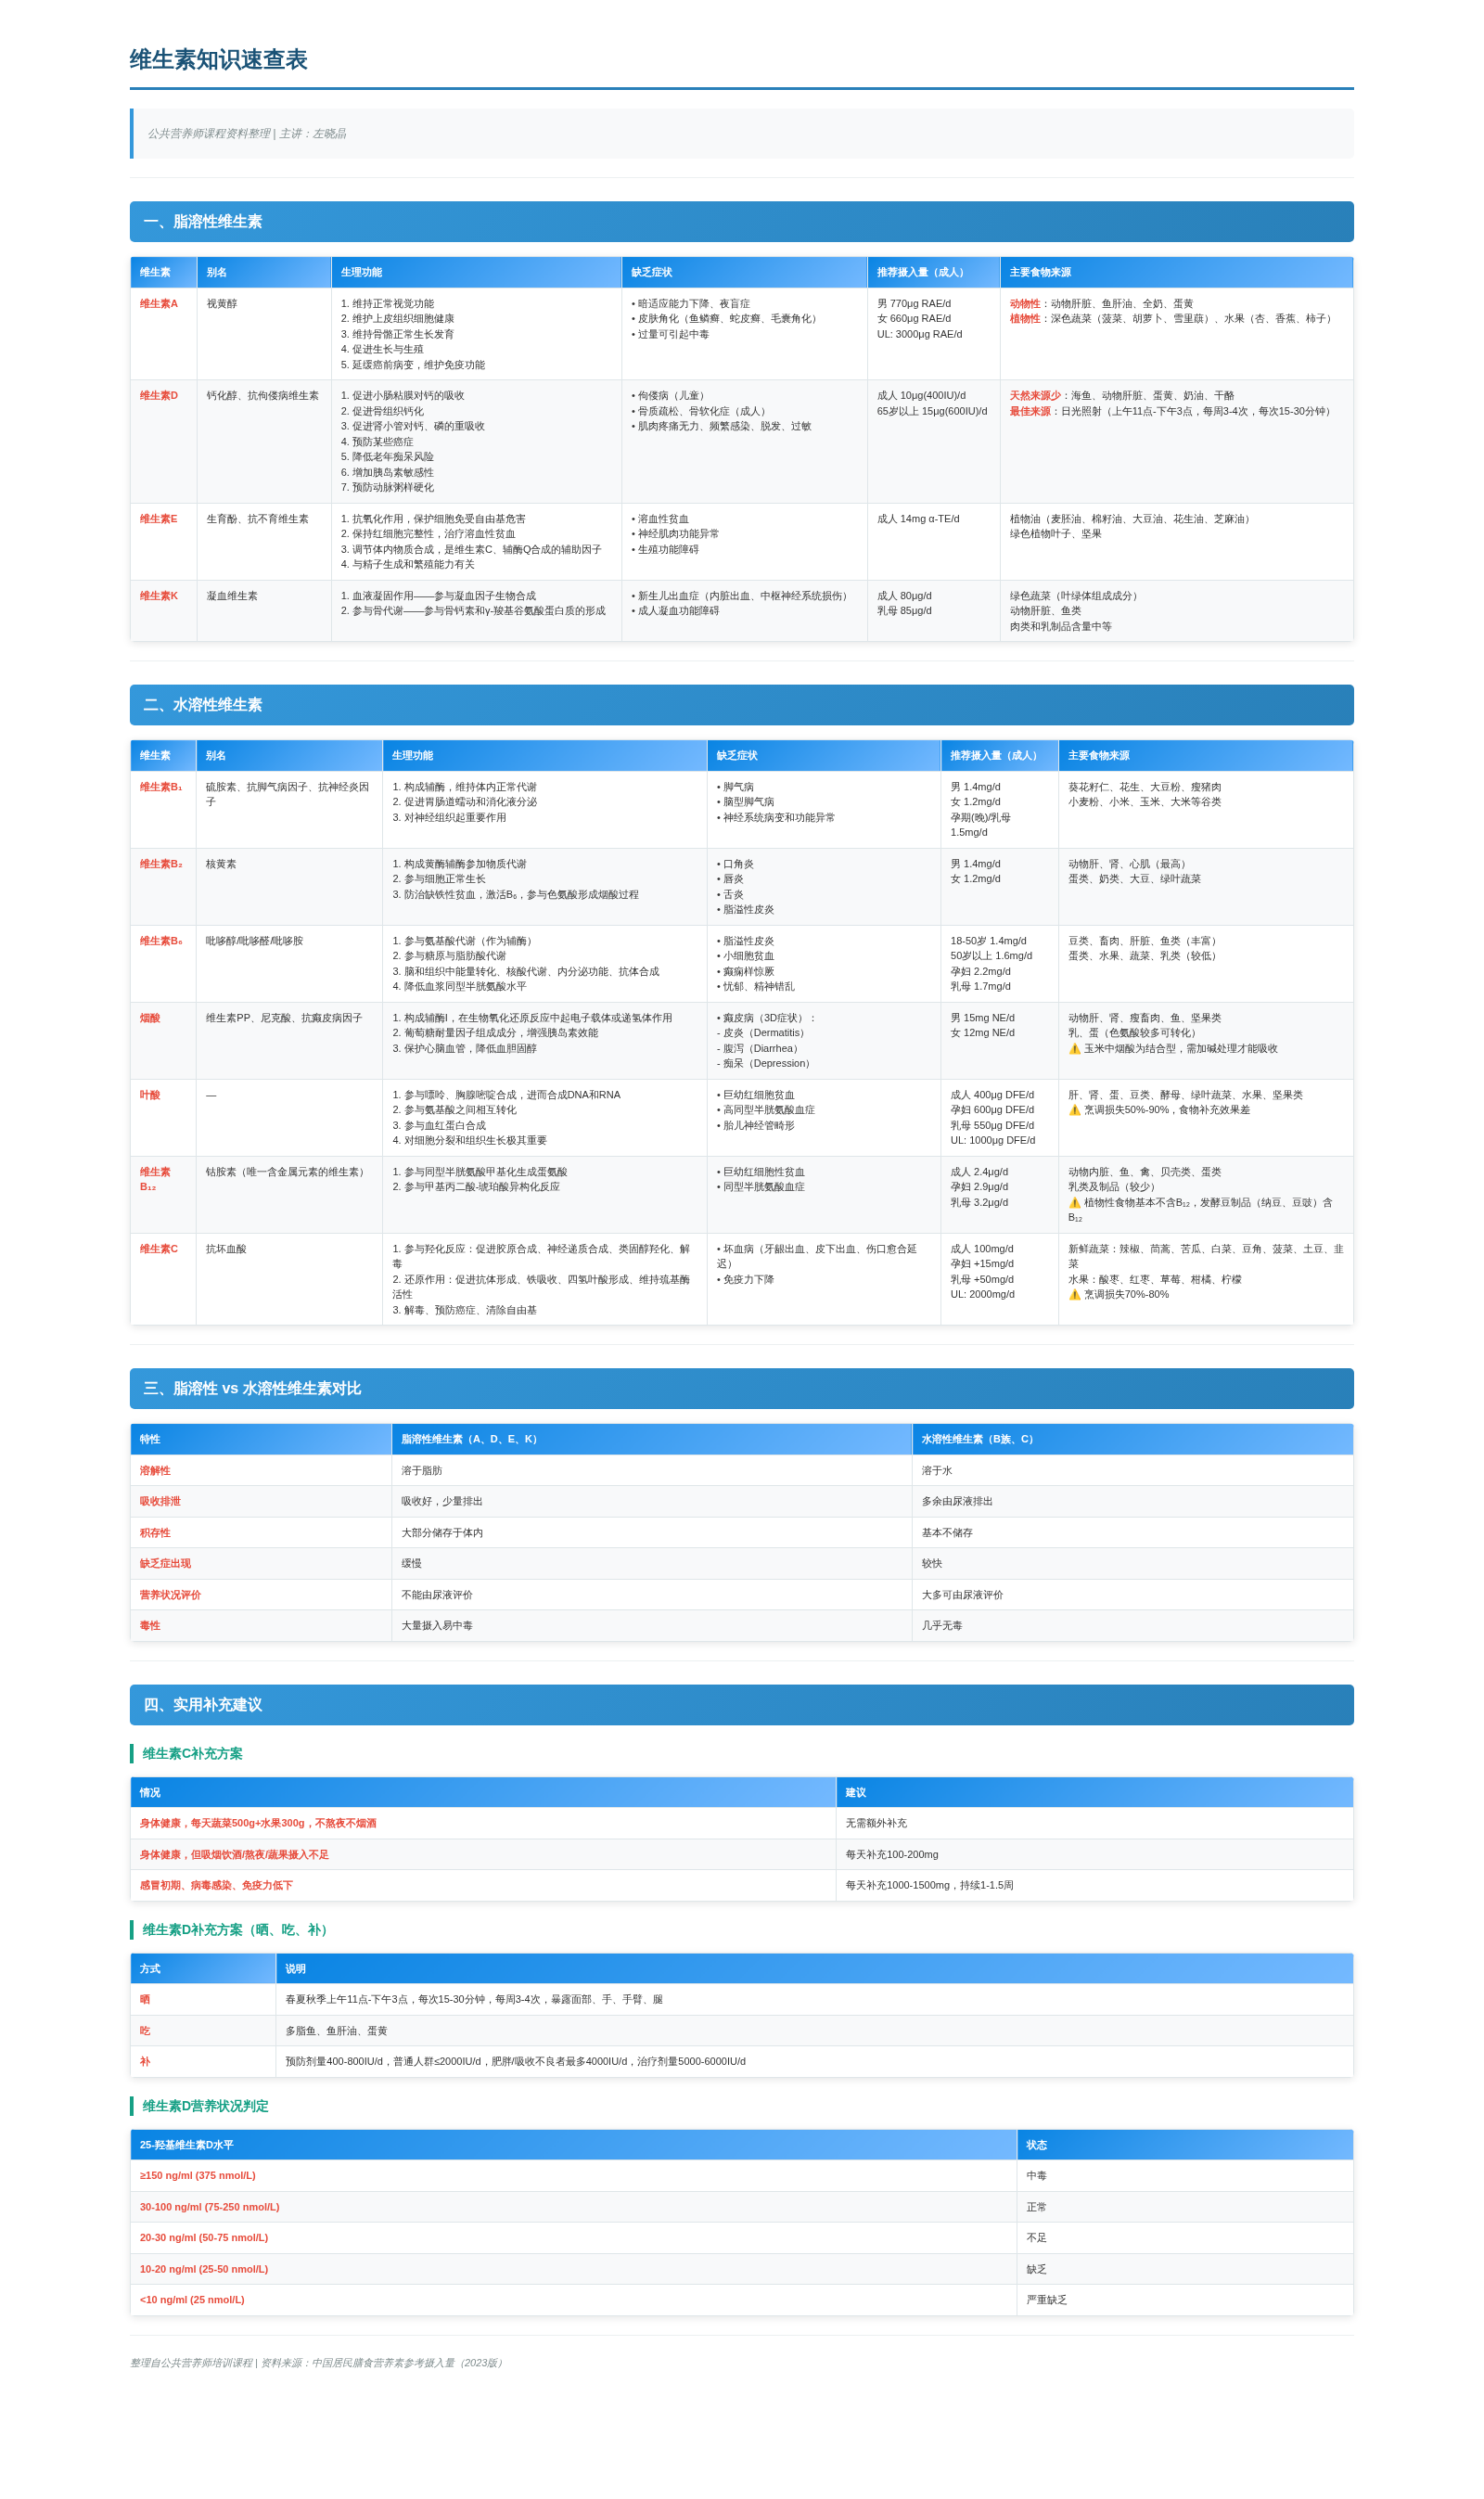 维生素知识速查表
公共营养师课程资料整理 | 主讲：左晓晶
一、脂溶性维生素
维生素 别名 生理功能 缺乏症状 推荐摄入量（成人） 主要食物来源
维生素A
视黄醇
1. 维持正常视觉功能
2. 维护上皮组织细胞健康
3. 维持骨骼正常生长发育
4. 促进生长与生殖
5. 延缓癌前病变，维护免疫功能
• 暗适应能力下降、夜盲症
• 皮肤角化（鱼鳞癣、蛇皮癣、毛囊角化）
• 过量可引起中毒
男 770μg RAE/d
女 660μg RAE/d
UL: 3000μg RAE/d
动物性：动物肝脏、鱼肝油、全奶、蛋黄
植物性：深色蔬菜（菠菜、胡萝卜、雪里蕻）、水果（杏、香蕉、柿子）
维生素D
钙化醇、抗佝偻病维生素
1. 促进小肠粘膜对钙的吸收
2. 促进骨组织钙化
3. 促进肾小管对钙、磷的重吸收
4. 预防某些癌症
5. 降低老年痴呆风险
6. 增加胰岛素敏感性
7. 预防动脉粥样硬化
• 佝偻病（儿童）
• 骨质疏松、骨软化症（成人）
• 肌肉疼痛无力、频繁感染、脱发、过敏
成人 10μg(400IU)/d
65岁以上 15μg(600IU)/d
天然来源少：海鱼、动物肝脏、蛋黄、奶油、干酪
最佳来源：日光照射（上午11点-下午3点，每周3-4次，每次15-30分钟）
维生素E
生育酚、抗不育维生素
1. 抗氧化作用，保护细胞免受自由基危害
2. 保持红细胞完整性，治疗溶血性贫血
3. 调节体内物质合成，是维生素C、辅酶Q合成的辅助因子
4. 与精子生成和繁殖能力有关
• 溶血性贫血
• 神经肌肉功能异常
• 生殖功能障碍
成人 14mg α-TE/d
植物油（麦胚油、棉籽油、大豆油、花生油、芝麻油）
绿色植物叶子、坚果
维生素K
凝血维生素
1. 血液凝固作用——参与凝血因子生物合成
2. 参与骨代谢——参与骨钙素和γ-羧基谷氨酸蛋白质的形成
• 新生儿出血症（内脏出血、中枢神经系统损伤）
• 成人凝血功能障碍
成人 80μg/d
乳母 85μg/d
绿色蔬菜（叶绿体组成成分）
动物肝脏、鱼类
肉类和乳制品含量中等
二、水溶性维生素
维生素 别名 生理功能 缺乏症状 推荐摄入量（成人） 主要食物来源
维生素B₁
硫胺素、抗脚气病因子、抗神经炎因
子
1. 构成辅酶，维持体内正常代谢
2. 促进胃肠道蠕动和消化液分泌
3. 对神经组织起重要作用
• 脚气病
• 脑型脚气病
• 神经系统病变和功能异常
男 1.4mg/d
女 1.2mg/d
孕期(晚)/乳母
1.5mg/d
葵花籽仁、花生、大豆粉、瘦猪肉
小麦粉、小米、玉米、大米等谷类
维生素B₂
核黄素
1. 构成黄酶辅酶参加物质代谢
2. 参与细胞正常生长
3. 防治缺铁性贫血，激活B₆，参与色氨酸形成烟酸过程
• 口角炎
• 唇炎
• 舌炎
• 脂溢性皮炎
男 1.4mg/d
女 1.2mg/d
动物肝、肾、心肌（最高）
蛋类、奶类、大豆、绿叶蔬菜
维生素B₆
吡哆醇/吡哆醛/吡哆胺
1. 参与氨基酸代谢（作为辅酶）
2. 参与糖原与脂肪酸代谢
3. 脑和组织中能量转化、核酸代谢、内分泌功能、抗体合成
4. 降低血浆同型半胱氨酸水平
• 脂溢性皮炎
• 小细胞贫血
• 癫痫样惊厥
• 忧郁、精神错乱
18-50岁 1.4mg/d
50岁以上 1.6mg/d
孕妇 2.2mg/d
乳母 1.7mg/d
豆类、畜肉、肝脏、鱼类（丰富）
蛋类、水果、蔬菜、乳类（较低）
烟酸
维生素PP、尼克酸、抗癞皮病因子
1. 构成辅酶I，在生物氧化还原反应中起电子载体或递氢体作用
2. 葡萄糖耐量因子组成成分，增强胰岛素效能
3. 保护心脑血管，降低血胆固醇
• 癞皮病（3D症状）：
- 皮炎（Dermatitis）
- 腹泻（Diarrhea）
- 痴呆（Depression）
男 15mg NE/d
女 12mg NE/d
动物肝、肾、瘦畜肉、鱼、坚果类
乳、蛋（色氨酸较多可转化）
⚠️ 玉米中烟酸为结合型，需加碱处理才能吸收
叶酸
—
1. 参与嘌呤、胸腺嘧啶合成，进而合成DNA和RNA
2. 参与氨基酸之间相互转化
3. 参与血红蛋白合成
4. 对细胞分裂和组织生长极其重要
• 巨幼红细胞贫血
• 高同型半胱氨酸血症
• 胎儿神经管畸形
成人 400μg DFE/d
孕妇 600μg DFE/d
乳母 550μg DFE/d
UL: 1000μg DFE/d
肝、肾、蛋、豆类、酵母、绿叶蔬菜、水果、坚果类
⚠️ 烹调损失50%-90%，食物补充效果差
维生素
B₁₂
钴胺素（唯一含金属元素的维生素）
1. 参与同型半胱氨酸甲基化生成蛋氨酸
2. 参与甲基丙二酸-琥珀酸异构化反应
• 巨幼红细胞性贫血
• 同型半胱氨酸血症
成人 2.4μg/d
孕妇 2.9μg/d
乳母 3.2μg/d
动物内脏、鱼、禽、贝壳类、蛋类
乳类及制品（较少）
⚠️ 植物性食物基本不含B₁₂，发酵豆制品（纳豆、豆豉）含
B₁₂
维生素C
抗坏血酸
1. 参与羟化反应：促进胶原合成、神经递质合成、类固醇羟化、解
毒
2. 还原作用：促进抗体形成、铁吸收、四氢叶酸形成、维持巯基酶
活性
3. 解毒、预防癌症、清除自由基
• 坏血病（牙龈出血、皮下出血、伤口愈合延
迟）
• 免疫力下降
成人 100mg/d
孕妇 +15mg/d
乳母 +50mg/d
UL: 2000mg/d
新鲜蔬菜：辣椒、茼蒿、苦瓜、白菜、豆角、菠菜、土豆、韭
菜
水果：酸枣、红枣、草莓、柑橘、柠檬
⚠️ 烹调损失70%-80%
三、脂溶性 vs 水溶性维生素对比
特性 脂溶性维生素（A、D、E、K） 水溶性维生素（B族、C）
溶解性 溶于脂肪 溶于水
吸收排泄 吸收好，少量排出 多余由尿液排出
积存性 大部分储存于体内 基本不储存
缺乏症出现 缓慢 较快
营养状况评价 不能由尿液评价 大多可由尿液评价
毒性 大量摄入易中毒 几乎无毒
四、实用补充建议
维生素C补充方案
情况 建议
身体健康，每天蔬菜500g+水果300g，不熬夜不烟酒 无需额外补充
身体健康，但吸烟饮酒/熬夜/蔬果摄入不足 每天补充100-200mg
感冒初期、病毒感染、免疫力低下 每天补充1000-1500mg，持续1-1.5周
维生素D补充方案（晒、吃、补）
方式 说明
晒 春夏秋季上午11点-下午3点，每次15-30分钟，每周3-4次，暴露面部、手、手臂、腿
吃 多脂鱼、鱼肝油、蛋黄
补 预防剂量400-800IU/d，普通人群≤2000IU/d，肥胖/吸收不良者最多4000IU/d，治疗剂量5000-6000IU/d
维生素D营养状况判定
25-羟基维生素D水平 状态
≥150 ng/ml (375 nmol/L) 中毒
30-100 ng/ml (75-250 nmol/L) 正常
20-30 ng/ml (50-75 nmol/L) 不足
10-20 ng/ml (25-50 nmol/L) 缺乏
<10 ng/ml (25 nmol/L) 严重缺乏
整理自公共营养师培训课程 | 资料来源：中国居民膳食营养素参考摄入量（2023版）